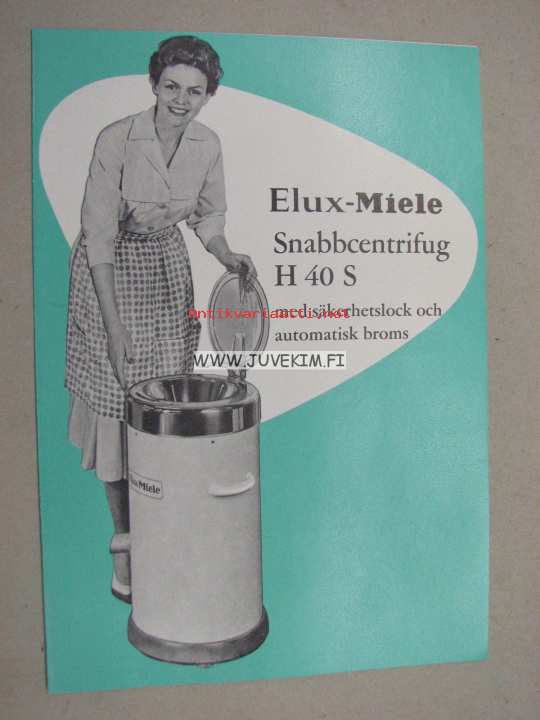 Elux-Miele
Snabbcentrifug
H 40 S
med säkerhetslock och
Antikvariaatti.net
automatisk broms
WWW.JUVEKIM.FI
Elux Miele